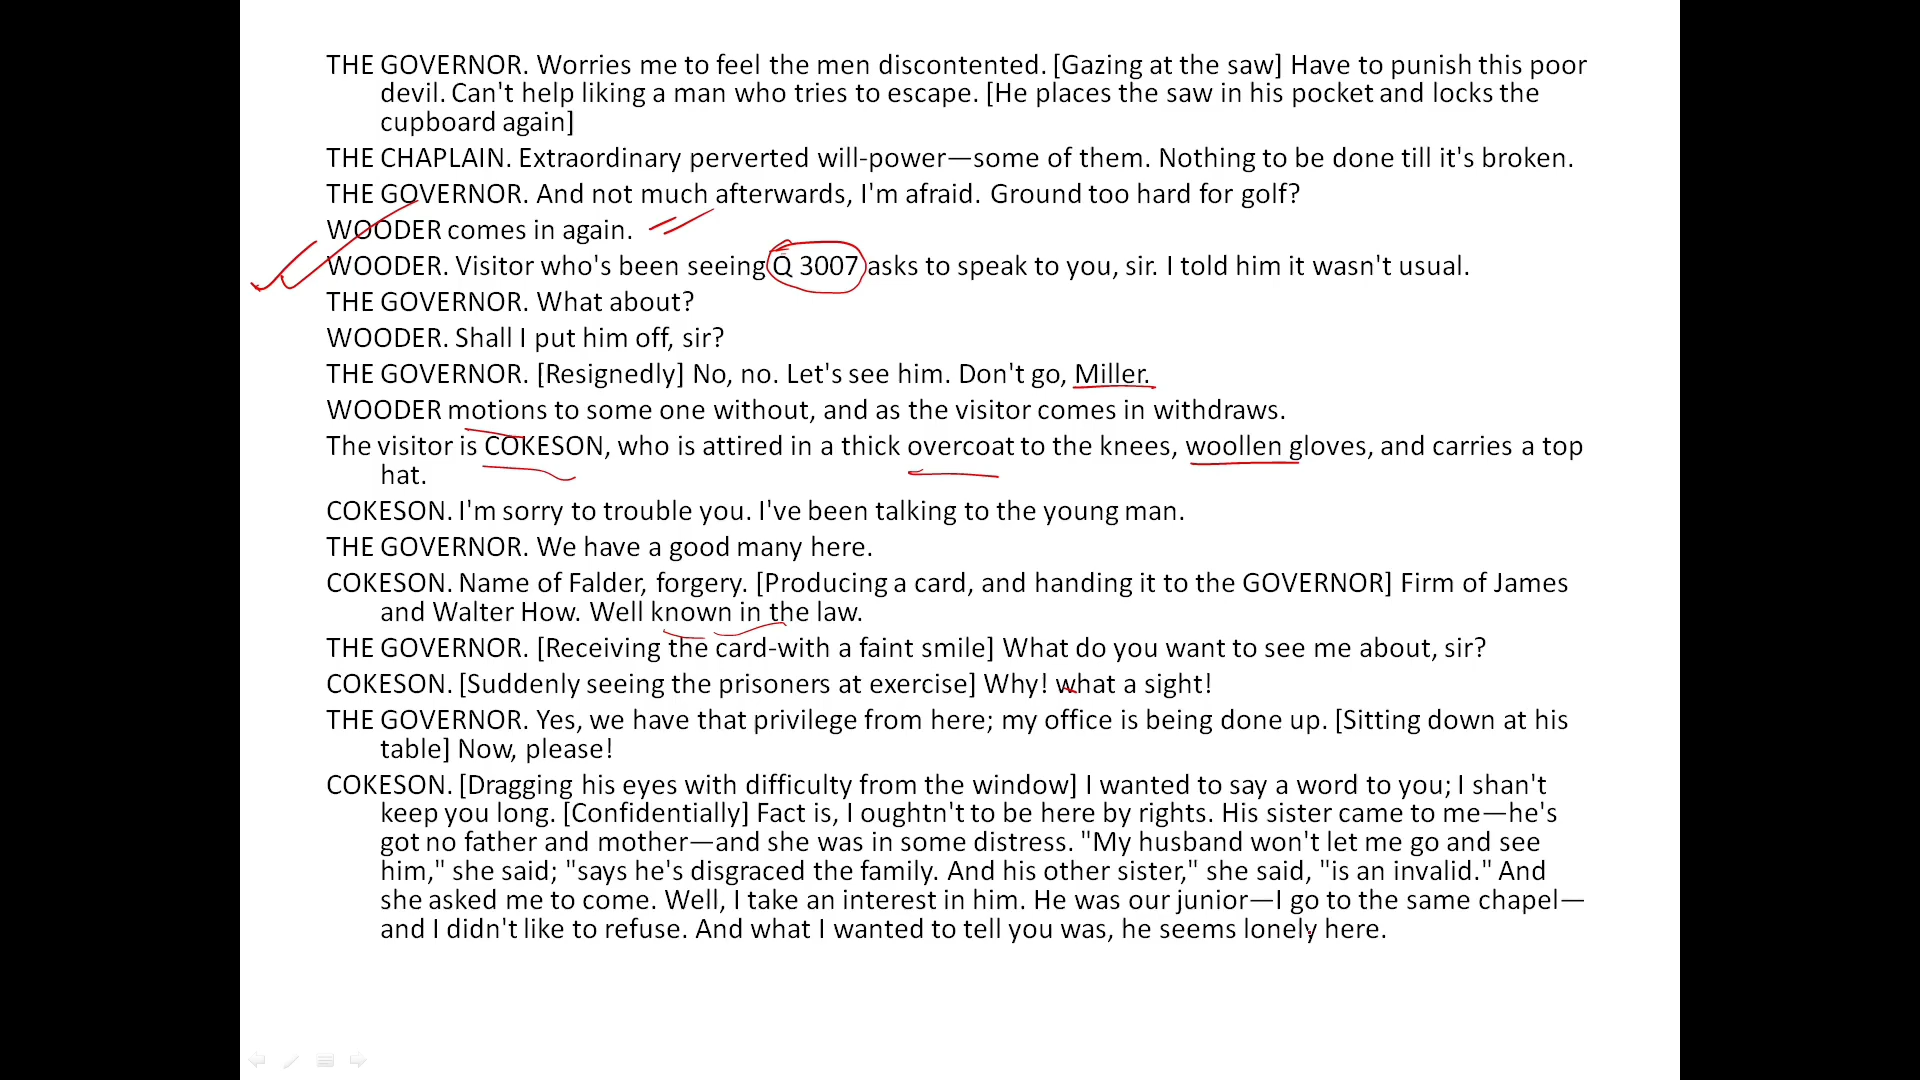 THE GOVERNOR. Worries me to feel the men discontented. [Gazing at the saw] Have to punish this poor
devil. Can't help liking a man who tries to escape. [He places the saw in his pocket and locks the
cupboard again]
THE CHAPLAIN. Extraordinary perverted will-power—some of them. Nothing to be done till it's broken.
THE GOVERNOR. And not much afterwards, I'm afraid. Ground too hard for golf?
WOODER comes in again.
WOODER. Visitor who's been seeing Q 3007 asks to speak to you, sir. I told him it wasn't usual.
THE GOVERNOR. What about?
WOODER. Shall I put him off, sir?
THE GOVERNOR. [Resignedly] No, no. Let's see him. Don't go, Miller.
WOODER motions to some one without, and as the visitor comes in withdraws.
The visitor is COKESON, who is attired in a thick overcoat to the knees, woollen gloves, and carries a top
hat.
COKESON. I'm sorry to trouble you. I've been talking to the young man.
THE GOVERNOR. We have a good many here.
COKESON. Name of Falder, forgery. [Producing a card, and handing it to the GOVERNOR] Firm of James
and Walter How. Well known in the law.
THE GOVERNOR. [Receiving the card-with a faint smile] What do you want to see me about, sir?
COKESON. [Suddenly seeing the prisoners at exercise] Why! what a sight!
THE GOVERNOR. Yes, we have that privilege from here; my office is being done up. [Sitting down at his
table] Now, please!
COKESON. [Dragging his eyes with difficulty from the window] I wanted to say a word to you; I shan't
keep you long. [Confidentially] Fact is, I oughtn't to be here by rights. His sister came to me—he's
got no father and mother—and she was in some distress. "My husband won't let me go and see
him," she said; "says he's disgraced the family. And his other sister," she said, "is an invalid." And
she asked me to come. Well, I take an interest in him. He was our junior—I go to the same chapel—
and I didn't like to refuse. And what I wanted to tell you was, he seems lonely here.